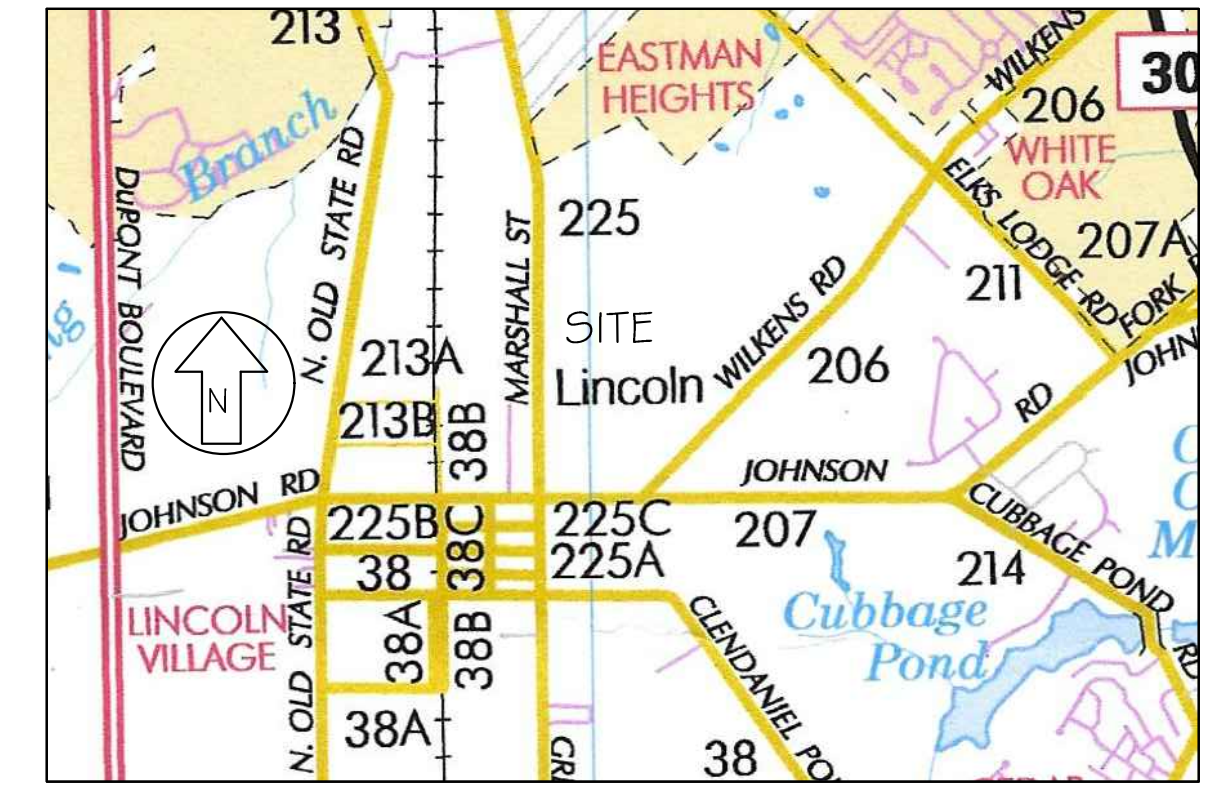 213
EASTMAN
HEIGHTS
WILKENS
30
206
WHITE
OAK
Branch
DuPONT BOULEVARD
N. OLD STATE RD
MARSHALL ST
225
ELKS LODGE RD
207A
211
FORK
SITE
WILKENS RD
JOHN
213A
Lincoln
206
N
213B
38B
RD
JOHNSON RD
JOHNSON
225B
38C
225C
207
CUBBAGE POND RD
38
225A
214
N. OLD STATE RD
LINCOLN
VILLAGE
38A
38B
CLENDANIEL PO
Cubbage
Pond
38A
GR
38